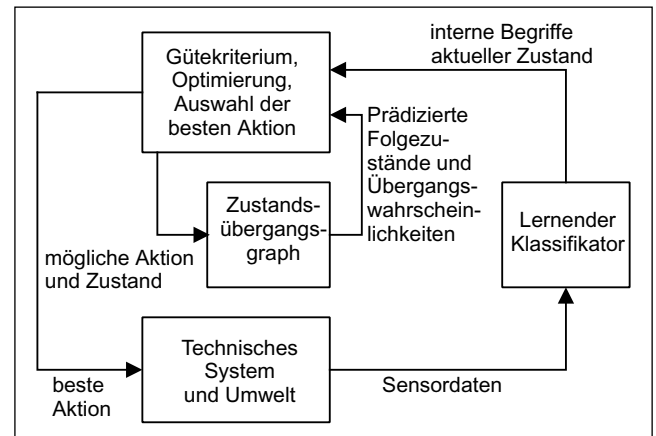 interne Begriffe
aktueller Zustand
Gütekriterium,
Optimierung,
Auswahl der
besten Aktion
Prädizierte
Folgezu-
stände und
Übergangs-
wahrschein-
lichkeiten
Zustands-
übergangs-
graph
Lernender
Klassifikator
mögliche Aktion
und Zustand
Technisches
System
und Umwelt
beste
Aktion
Sensordaten